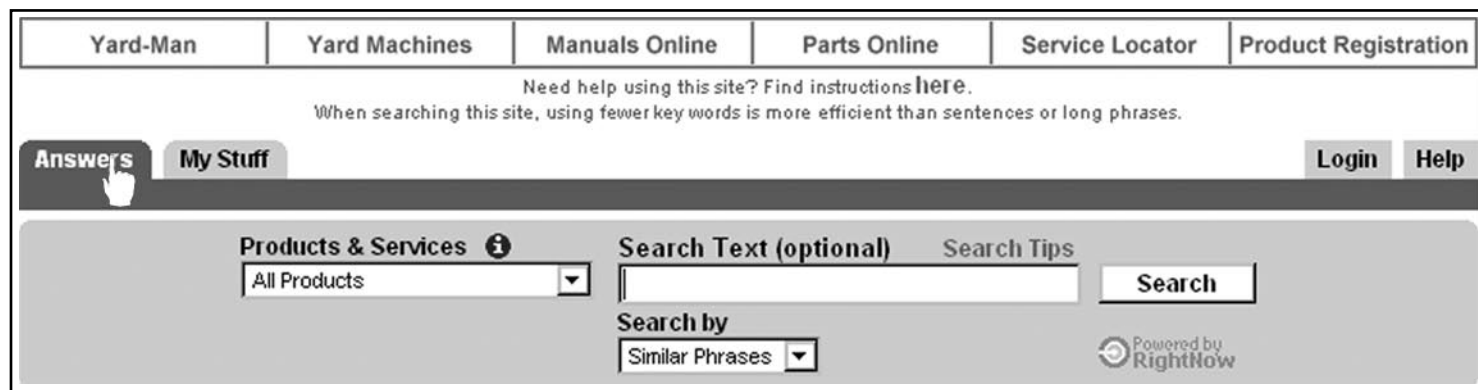 Yard-Man Yard Machines Manuals Online Parts Online Service Locator Product Registration
Need help using this site? Find instructions here.
When searching this site, using fewer key words is more efficient than sentences or long phrases.
Answers My Stuff Login Help
Products & Services Search Text (optional) Search Tips
All Products Search
Search by
Similar Phrases
Powered by
RightNow